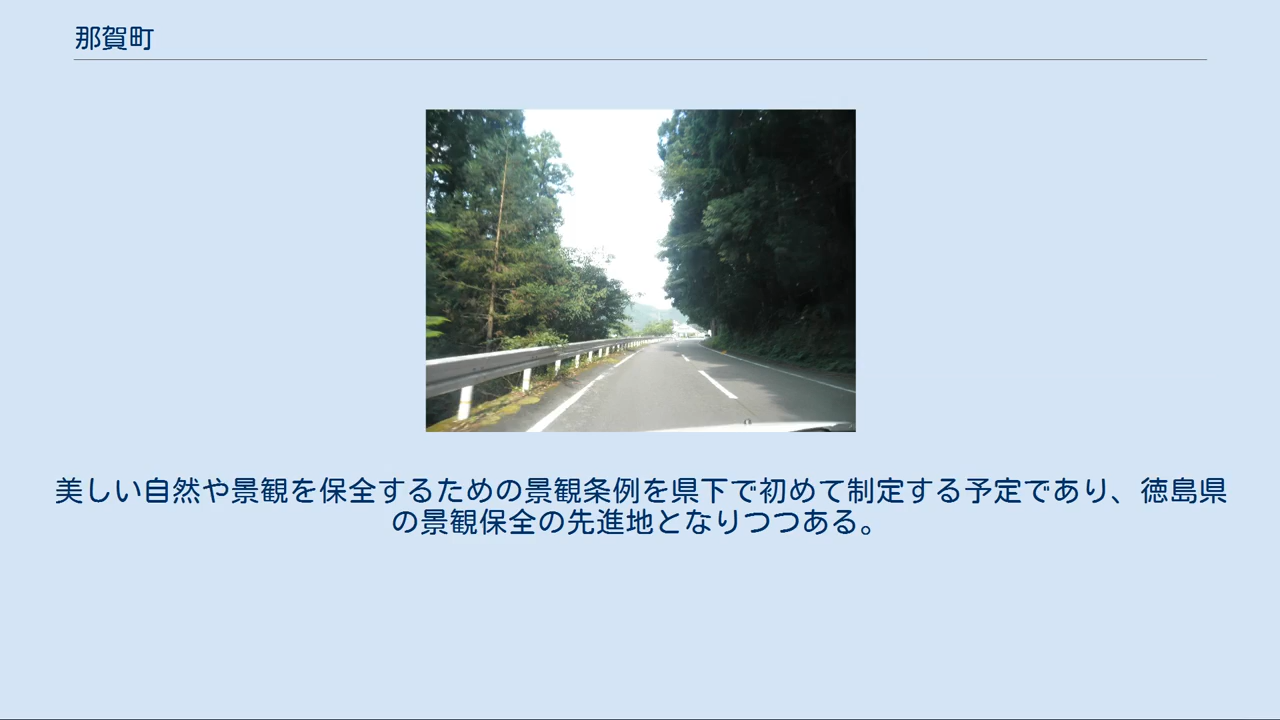 那賀町
美しい自然や景観を保全するための景観条例を県下で初めて制定する予定であり、徳島県
の景観保全の先進地となりつつある。